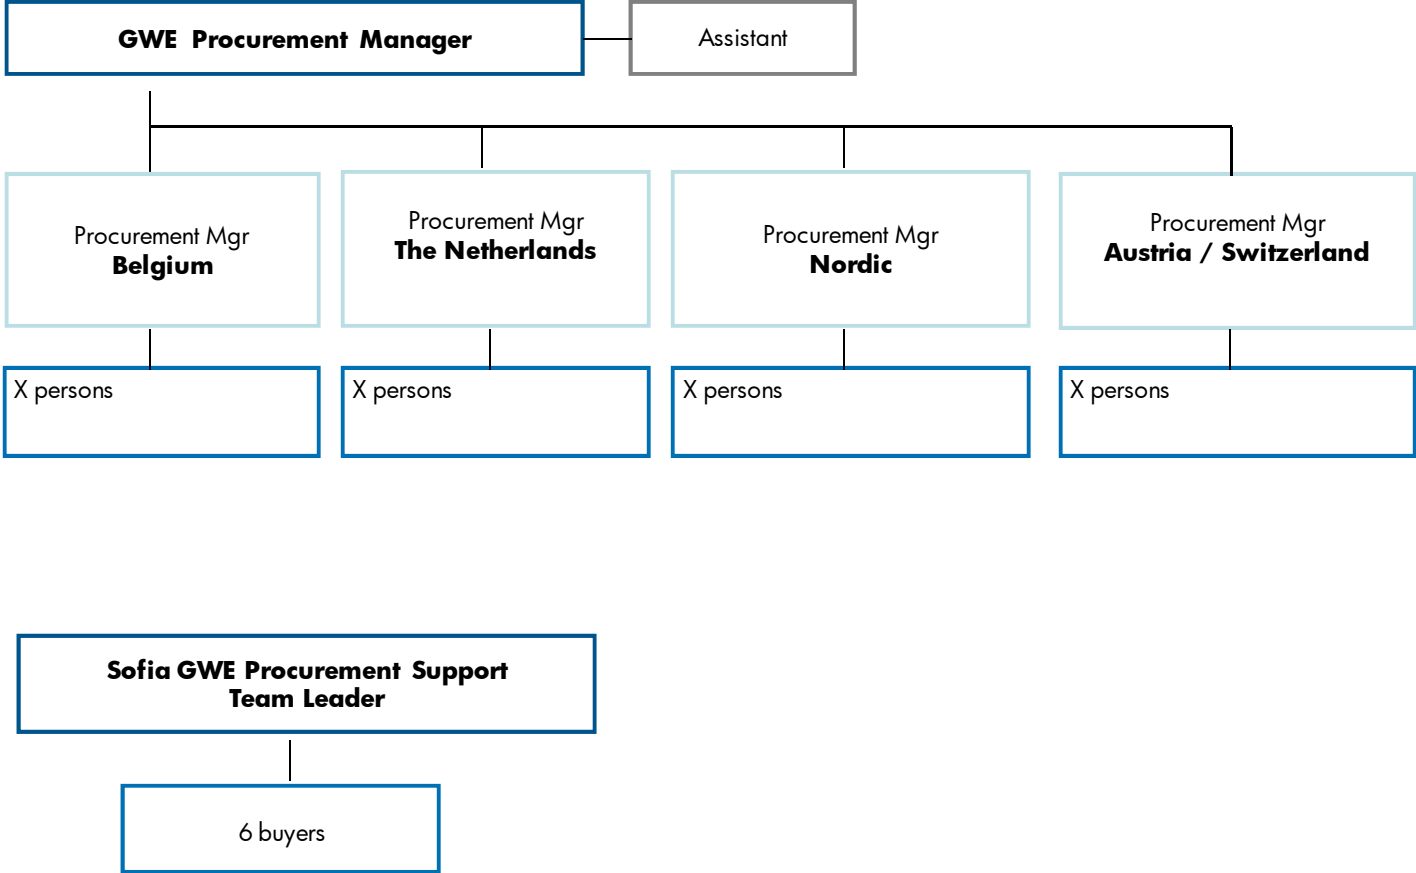 GWE Procurement Manager
Assistant
Procurement Mgr
Belgium
Procurement Mgr
The Netherlands
Procurement Mgr
Nordic
Procurement Mgr
Austria / Switzerland
X persons
X persons
X persons
X persons
Sofia GWE Procurement Support
Team Leader
6 buyers